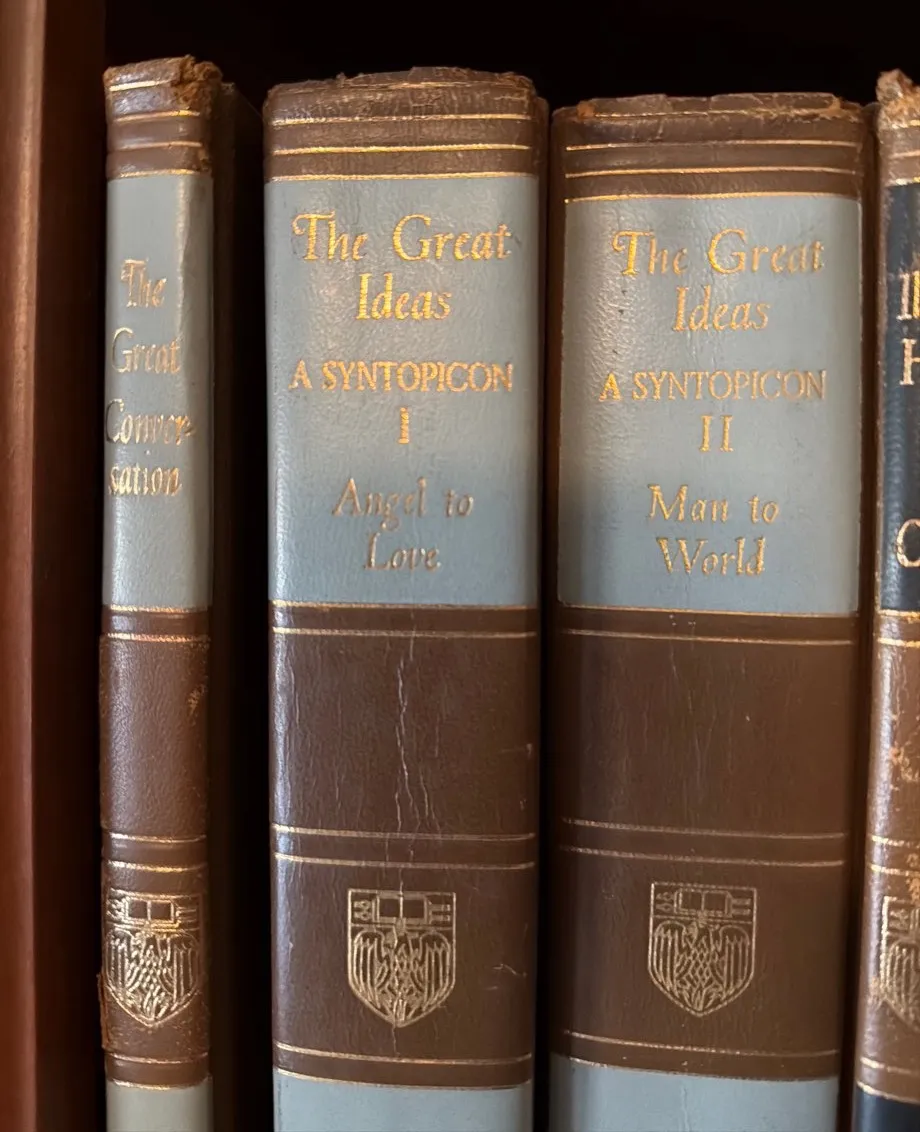 The
Great
Conver-
sation
The Great
Ideas
A SYNTOPICON
I
Angel to
Love
The Great
Ideas
A SYNTOPICON
II
Man to
World